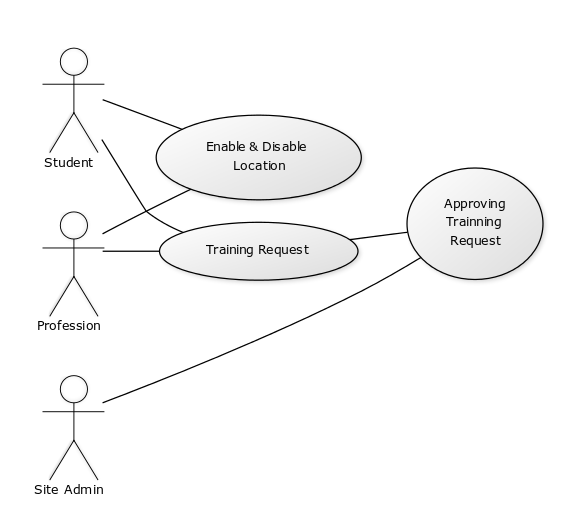 Student
Enable & Disable
Location
Approving
Trainning
Request
Training Request
Profession
Site Admin